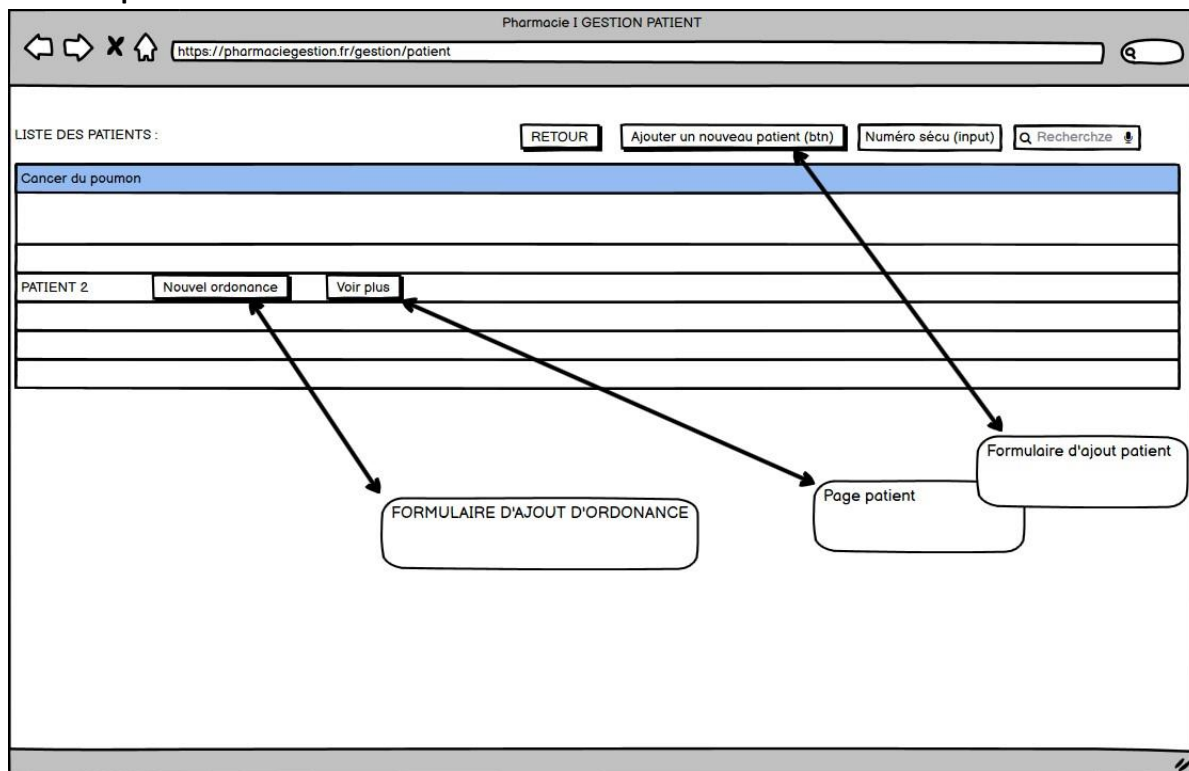 Pharmacie I GESTION PATIENT
https://pharmaciegestion.fr/gestion/patient
LISTE DES PATIENTS :
RETOUR
Ajouter un nouveau patient (btn)
Numéro sécu (input)
Recherchze
Cancer du poumon
PATIENT 2
Nouvel ordonance
Voir plus
Formulaire d'ajout patient
Page patient
FORMULAIRE D'AJOUT D'ORDONANCE